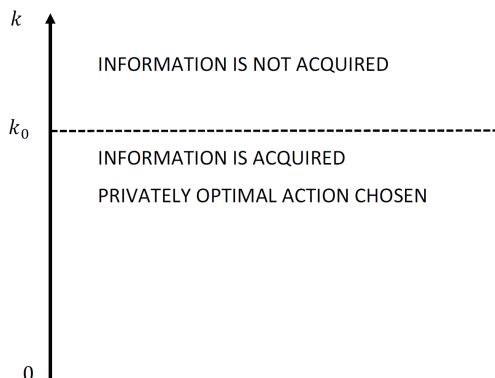 k
INFORMATION IS NOT ACQUIRED
k₀
INFORMATION IS ACQUIRED
PRIVATELY OPTIMAL ACTION CHOSEN
0